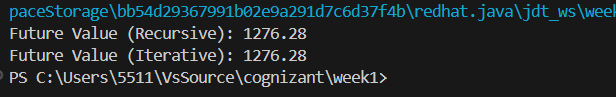 paceStorage\bb54d29367991b02e9a291d7c6d37f4b\redhat.java\jdt_ws\week
Future Value (Recursive): 1276.28
Future Value (Iterative): 1276.28
PS C:\Users\5511\VsSource\cognizant\week1>